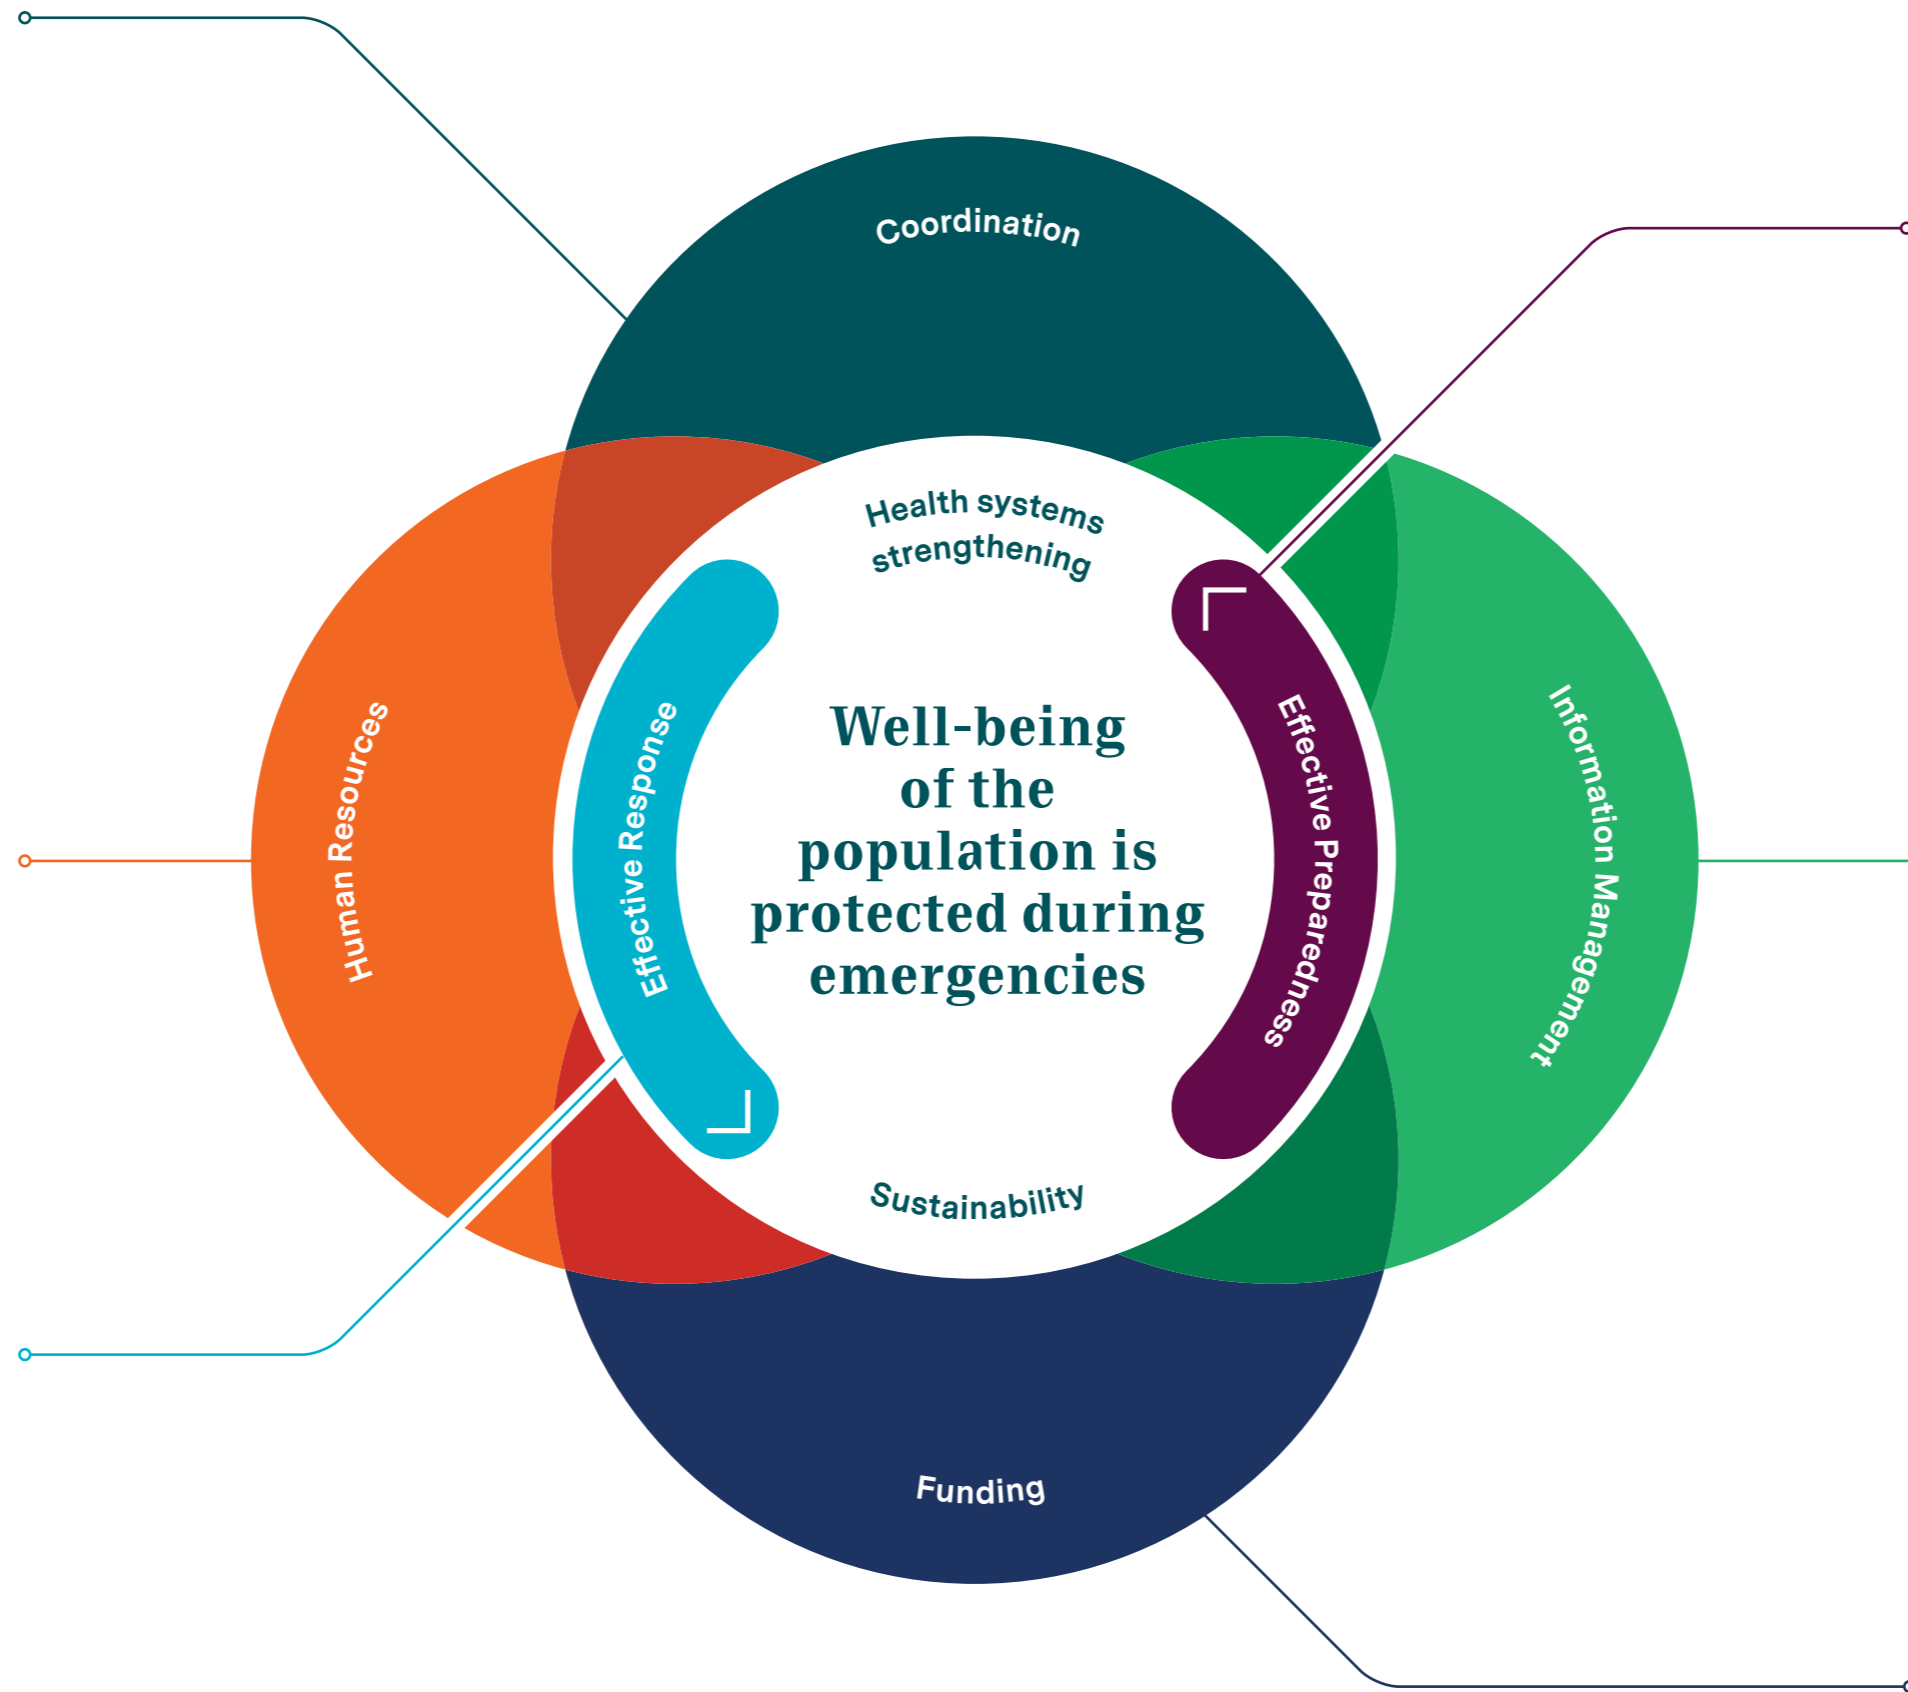 Coordination
Health systems
strengthening
Human Resources
Effective Response
Well-being
of the
population is
protected during
emergencies
Effective Preparedness
Information Management
Sustainability
Funding